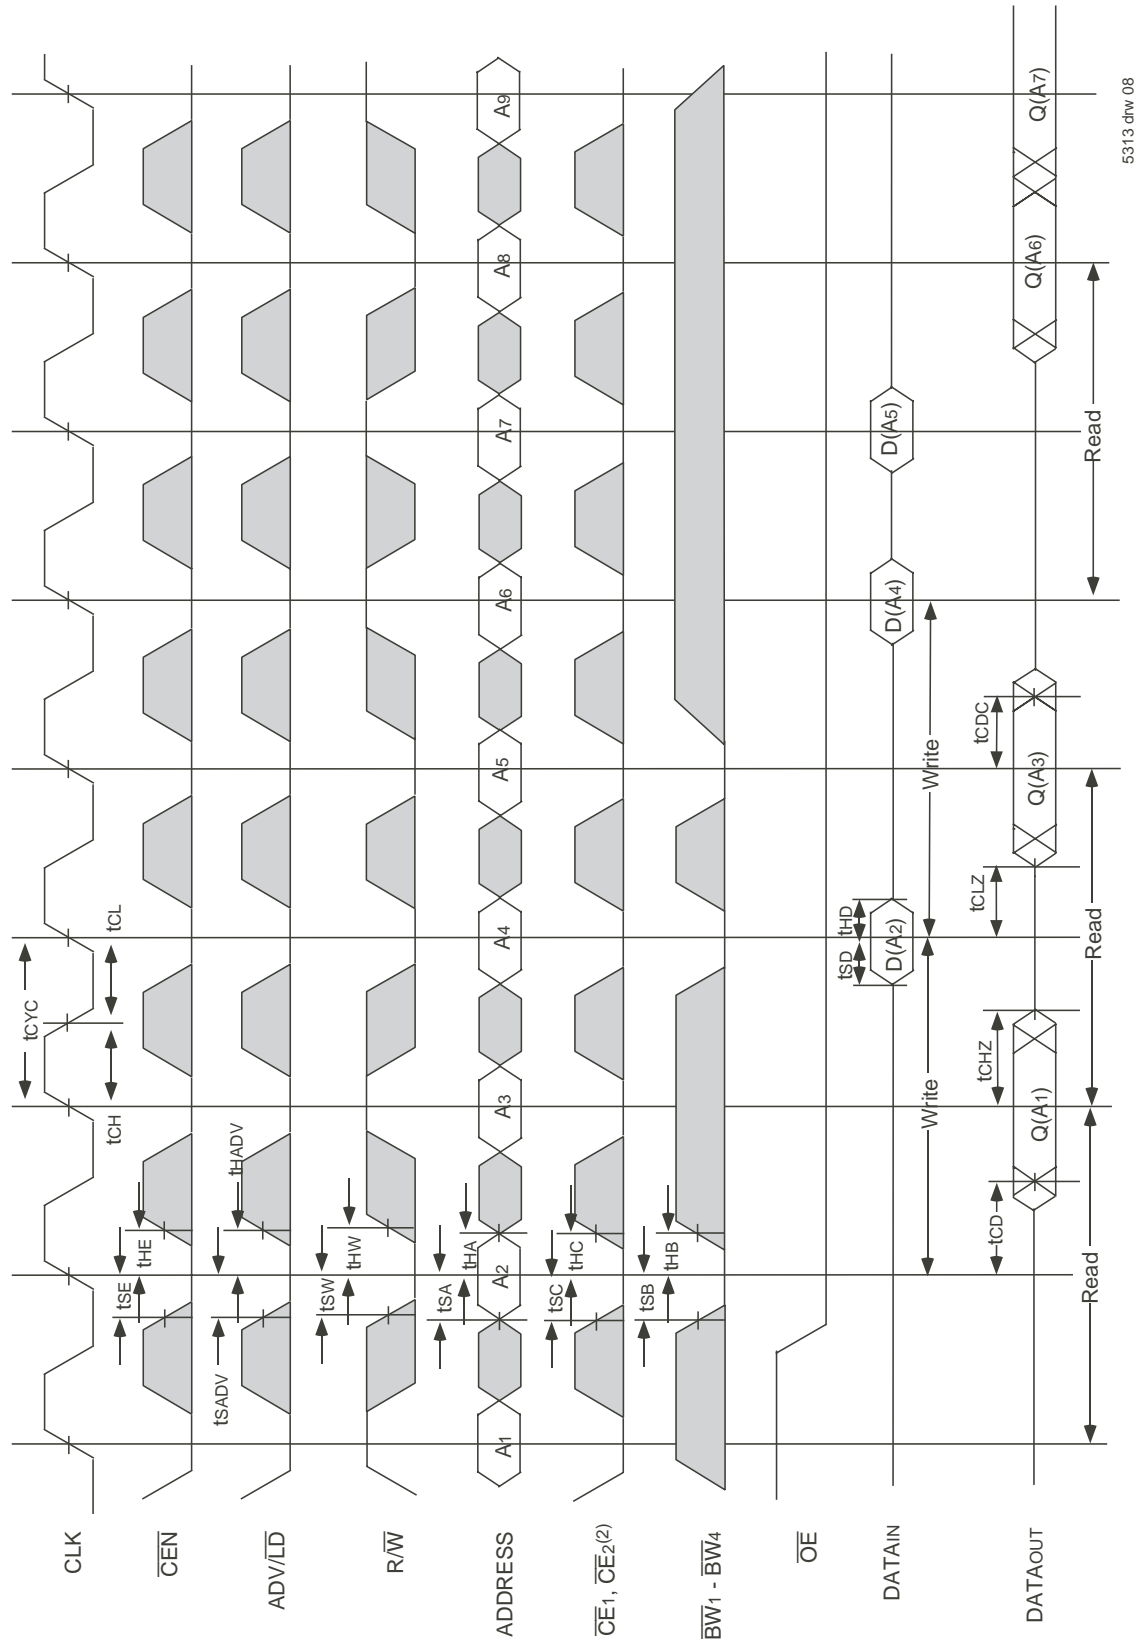 CLK
tCYC
tCH
tCL
CEN
tSE
tHE
ADV/LD
tSADV
tHADV
R/W
tSW
tHW
ADDRESS
A1
A2
A3
A4
A5
A6
A7
A8
A9
tSA
tHA
CE1, CE2(2)
tSC
tHC
BW1 - BW4
tSB
tHB
OE
DATAIN
D(A2)
D(A4)
D(A5)
tSD
tHD
Write
Write
DATAOUT
tCD
Q(A1)
tCHZ
tCLZ
Q(A3)
tCDC
Q(A6)
Q(A7)
Read
Read
Read
5313 drw 08